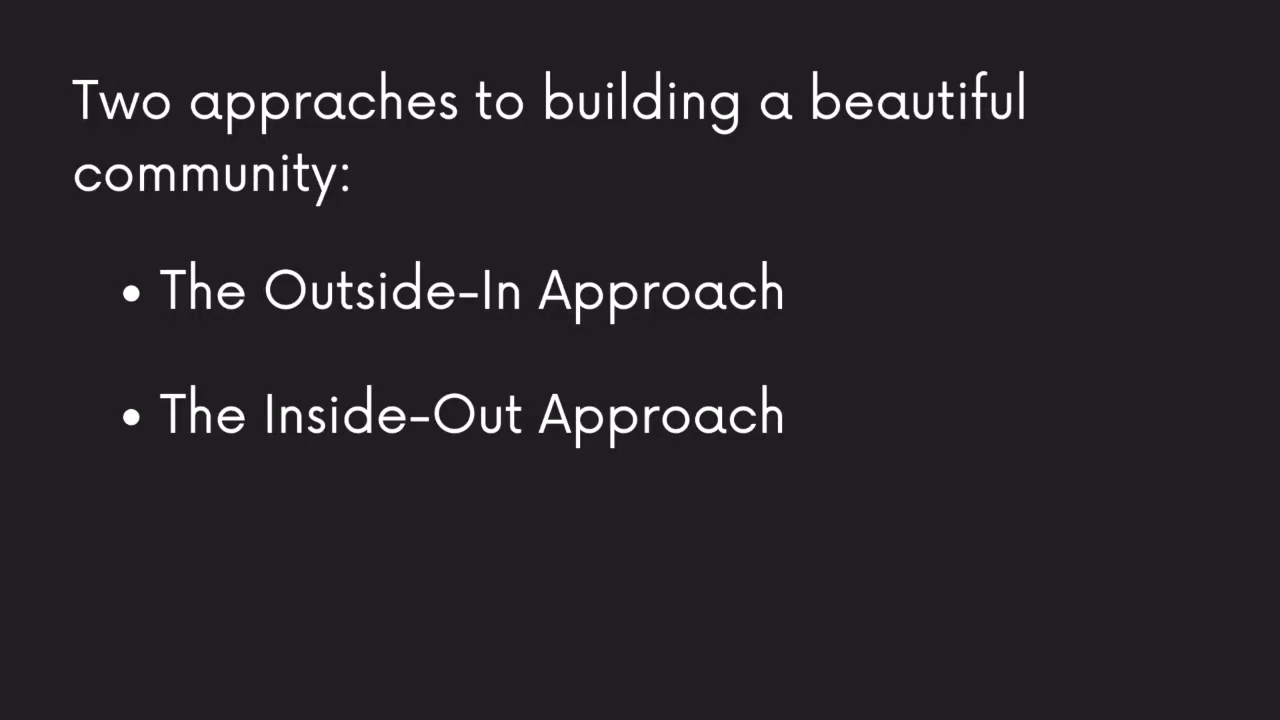 Two appraches to building a beautiful
community:
• The Outside-In Approach
• The Inside-Out Approach